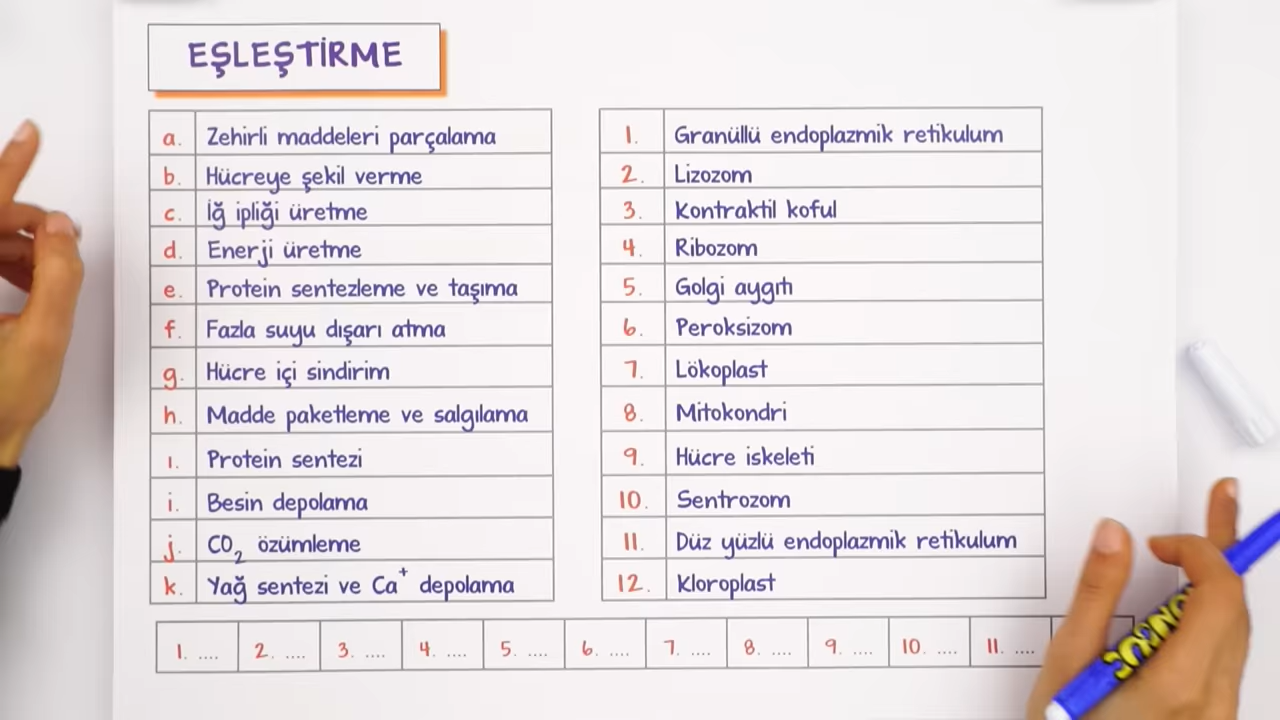 EŞLEŞTİRME
a. Zehirli maddeleri parçalama
b. Hücreye şekil verme
c. İğ ipliği üretme
d. Enerji üretme
e. Protein sentezleme ve taşıma
f. Fazla suyu dışarı atma
g. Hücre içi sindirim
h. Madde paketleme ve salgılama
ı. Protein sentezi
i. Besin depolama
j. CO₂ özümleme
k. Yağ sentezi ve Ca⁺ depolama
1. Granüllü endoplazmik retikulum
2. Lizozom
3. Kontraktil koful
4. Ribozom
5. Golgi aygıtı
6. Peroksizom
7. Lökoplast
8. Mitokondri
9. Hücre iskeleti
10. Sentrozom
11. Düz yüzlü endoplazmik retikulum
12. Kloroplast
1. .... 2. .... 3. .... 4. .... 5. .... 6. .... 7. .... 8. .... 9. .... 10. .... 11. ....